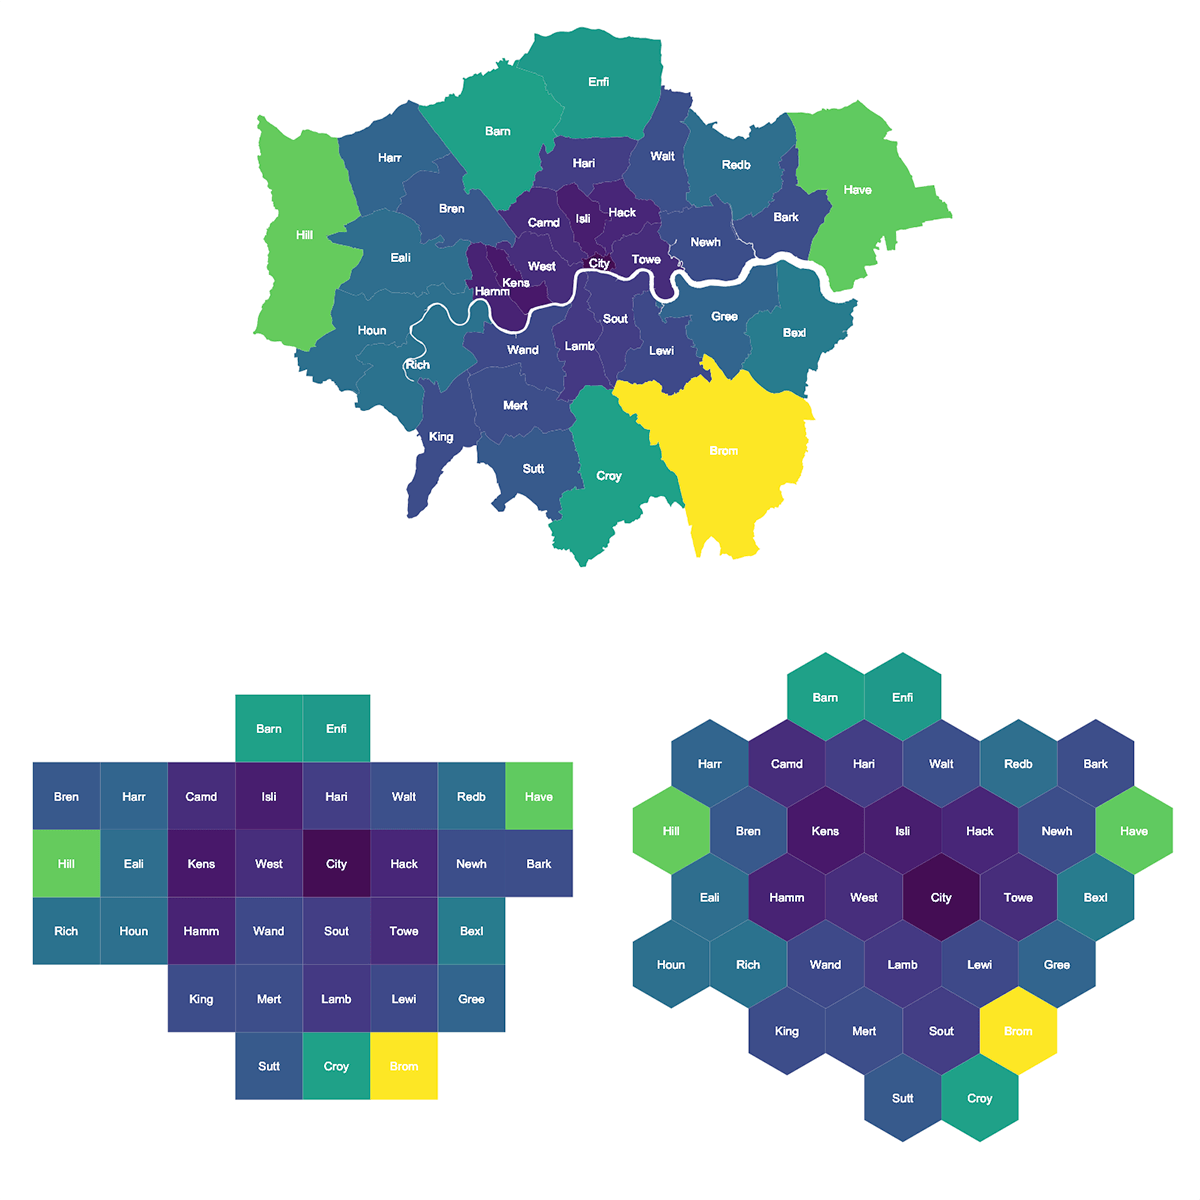 Enfi
Barn
Harr
Hari
Walt
Redb
Have
Bren
Camd
Isli
Hack
Bark
Hill
Eali
West
City
Towe
Newh
Hamm
Kens
Houn
Sout
Gree
Bexl
Rich
Wand
Lamb
Lewi
Mert
King
Sutt
Croy
Brom
Barn Enfi
Bren Harr Camd Isli Hari Walt Redb Have
Hill Eali Kens West City Hack Newh Bark
Rich Houn Hamm Wand Sout Towe Bexl
King Mert Lamb Lewi Gree
Sutt Croy Brom
Barn Enfi
Harr Camd Hari Walt Redb Bark
Hill Bren Kens Isli Hack Newh Have
Eali Hamm West City Towe Bexl
Houn Rich Wand Lamb Lewi Gree
King Mert Sout Brom
Sutt Croy